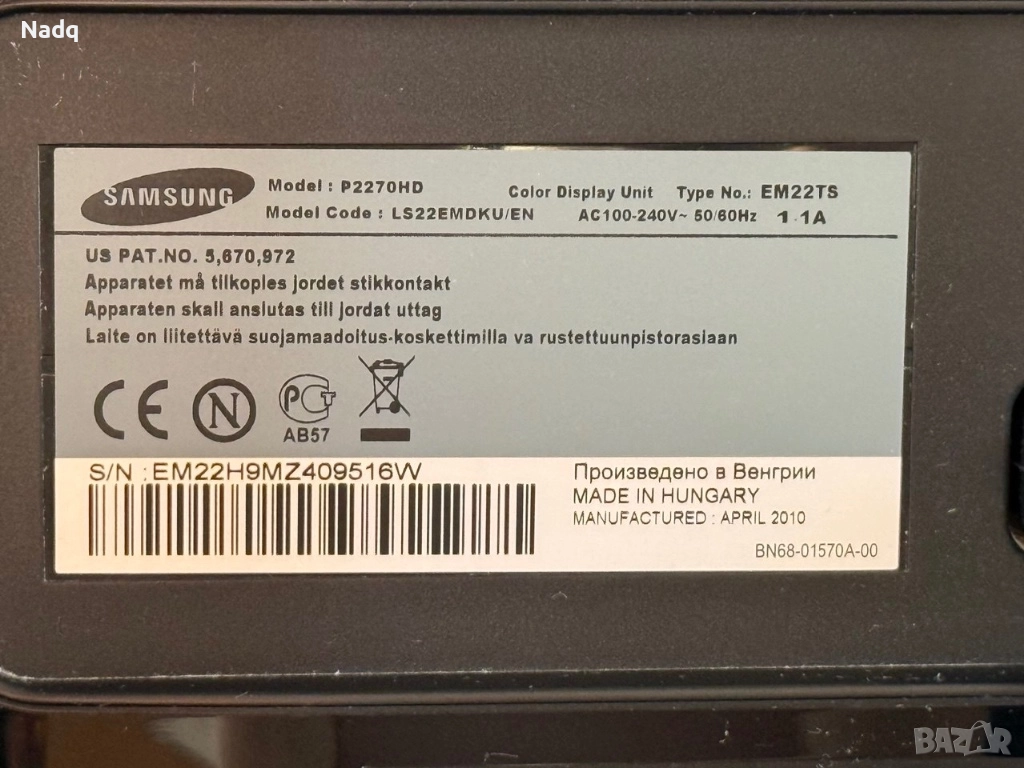 Nadq
SAMSUNG
Model : P2270HD Color Display Unit Type No.: EM22TS
Model Code : LS22EMDKU/EN AC100-240V~ 50/60Hz 1.1A
US PAT.NO. 5,670,972
Apparatet må tilkoples jordet stikkontakt
Apparaten skall anslutas till jordat uttag
Laite on liitettävä suojamaadoitus-koskettimilla va rustettuunpistorasiaan
CE N PCT
AB57
S/N : EM22H9MZ409516W
Произведено в Венгрии
MADE IN HUNGARY
MANUFACTURED : APRIL 2010
BN68-01570A-00
BAZAR